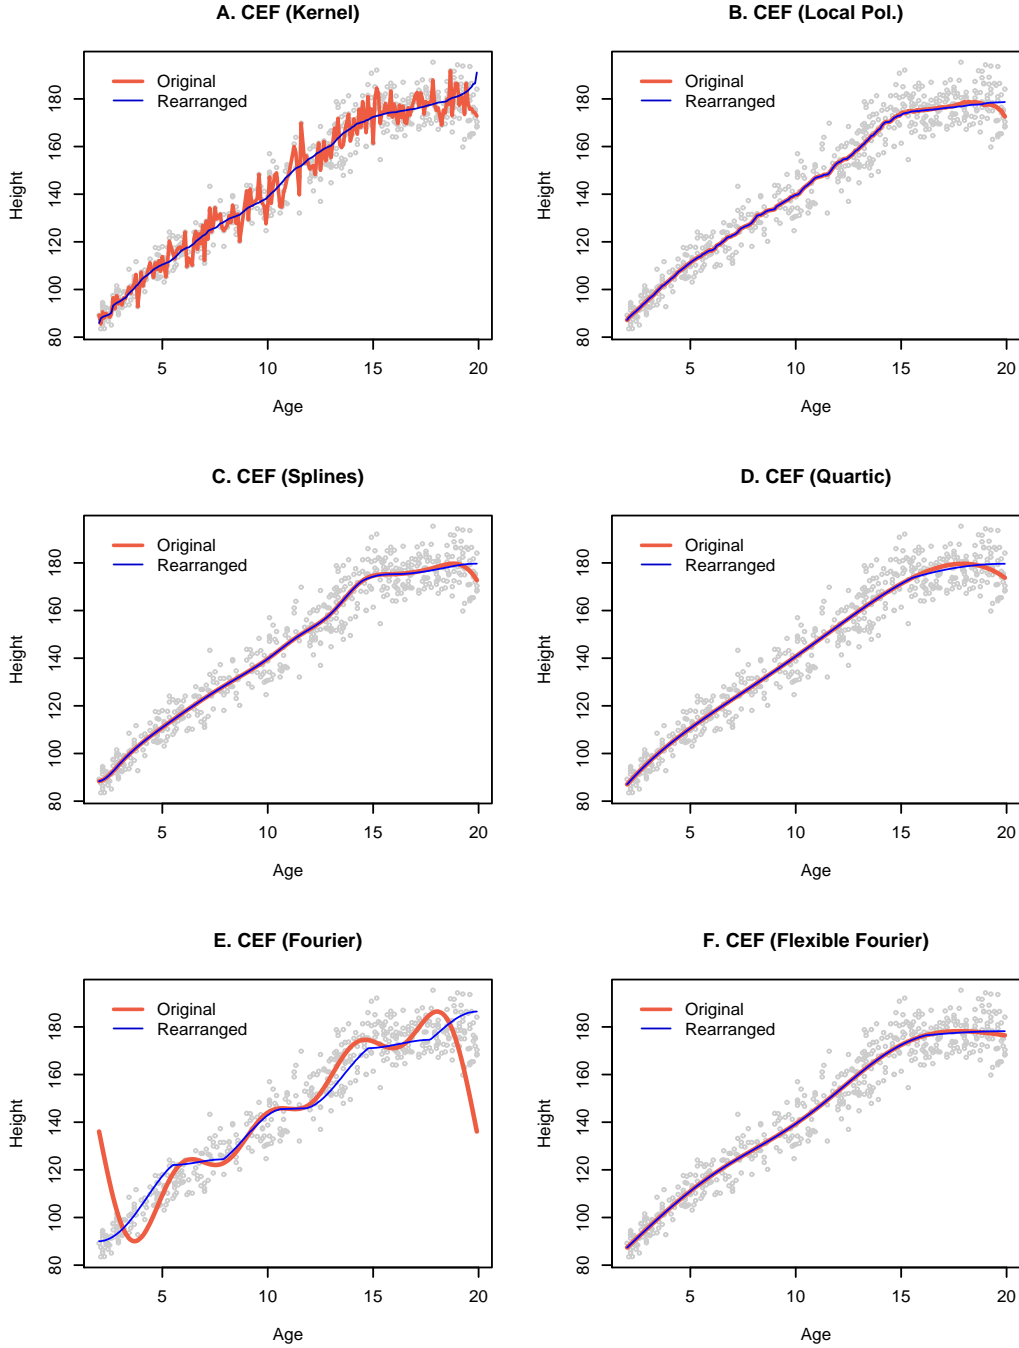 A. CEF (Kernel)
Original
Rearranged
Height
80 100 120 140 160 180
5 10 15 20
Age
B. CEF (Local Pol.)
Original
Rearranged
Height
80 100 120 140 160 180
5 10 15 20
Age
C. CEF (Splines)
Original
Rearranged
Height
80 100 120 140 160 180
5 10 15 20
Age
D. CEF (Quartic)
Original
Rearranged
Height
80 100 120 140 160 180
5 10 15 20
Age
E. CEF (Fourier)
Original
Rearranged
Height
80 100 120 140 160 180
5 10 15 20
Age
F. CEF (Flexible Fourier)
Original
Rearranged
Height
80 100 120 140 160 180
5 10 15 20
Age